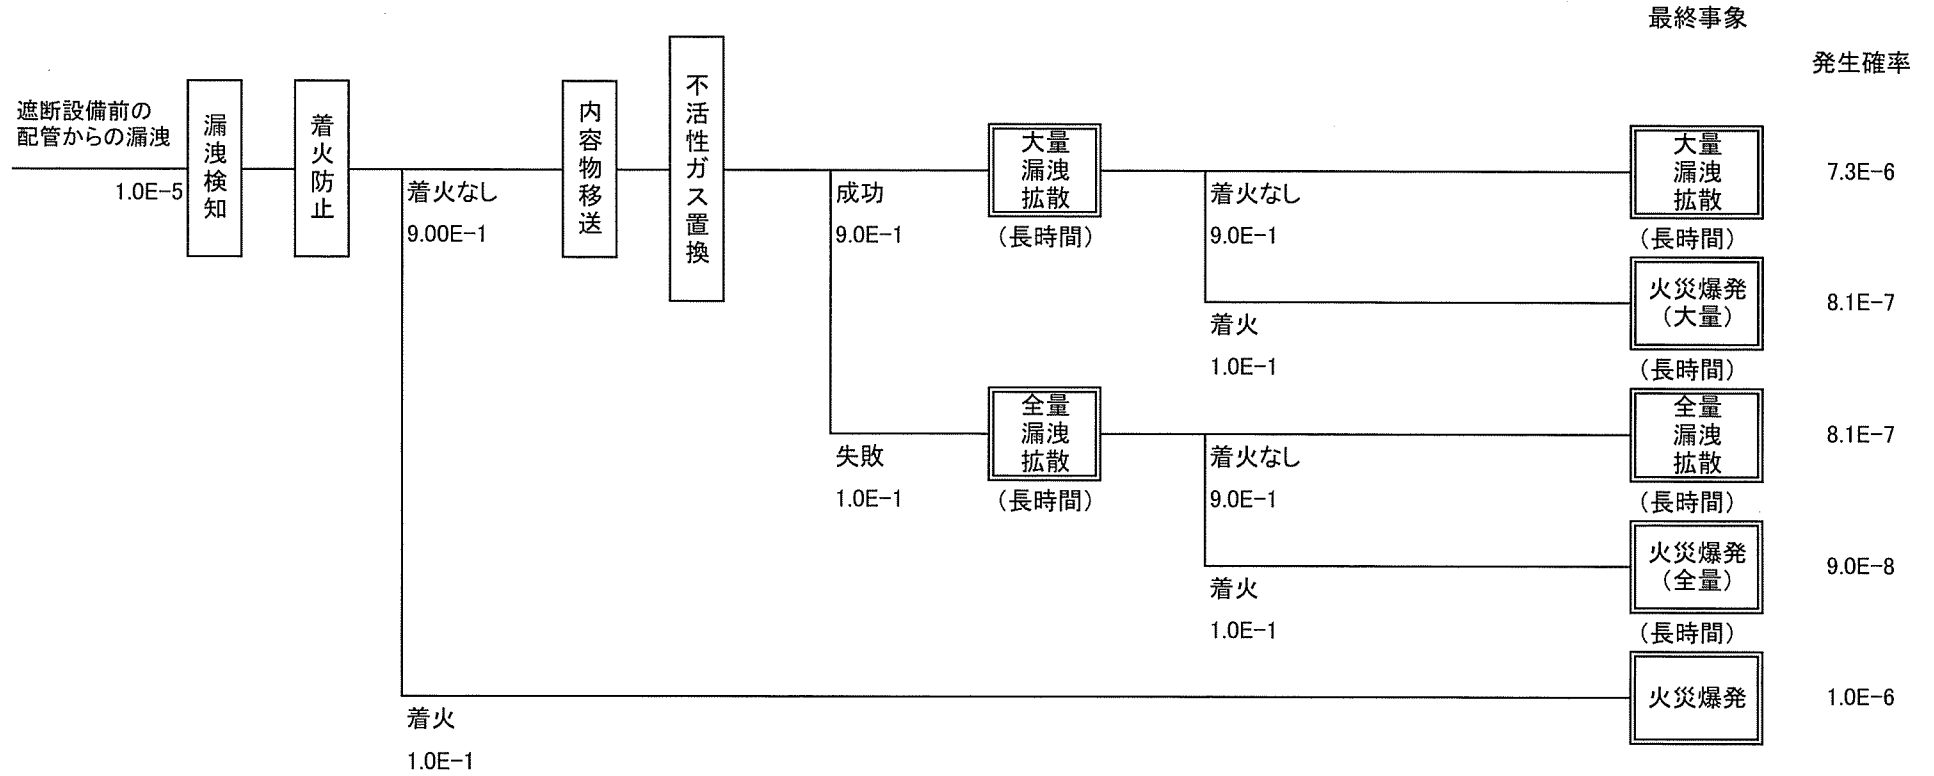 最終事象
発生確率
遮断設備前の
配管からの漏洩
1.0E-5
漏洩検知
着火防止
着火なし
9.00E-1
内容物移送
不活性ガス置換
成功
9.0E-1
大量
漏洩
拡散
（長時間）
着火なし
9.0E-1
大量
漏洩
拡散
（長時間）
7.3E-6
着火
1.0E-1
火災爆発
（大量）
（長時間）
8.1E-7
失敗
1.0E-1
全量
漏洩
拡散
（長時間）
着火なし
9.0E-1
全量
漏洩
拡散
（長時間）
8.1E-7
着火
1.0E-1
火災爆発
（全量）
（長時間）
9.0E-8
着火
1.0E-1
火災爆発
1.0E-6